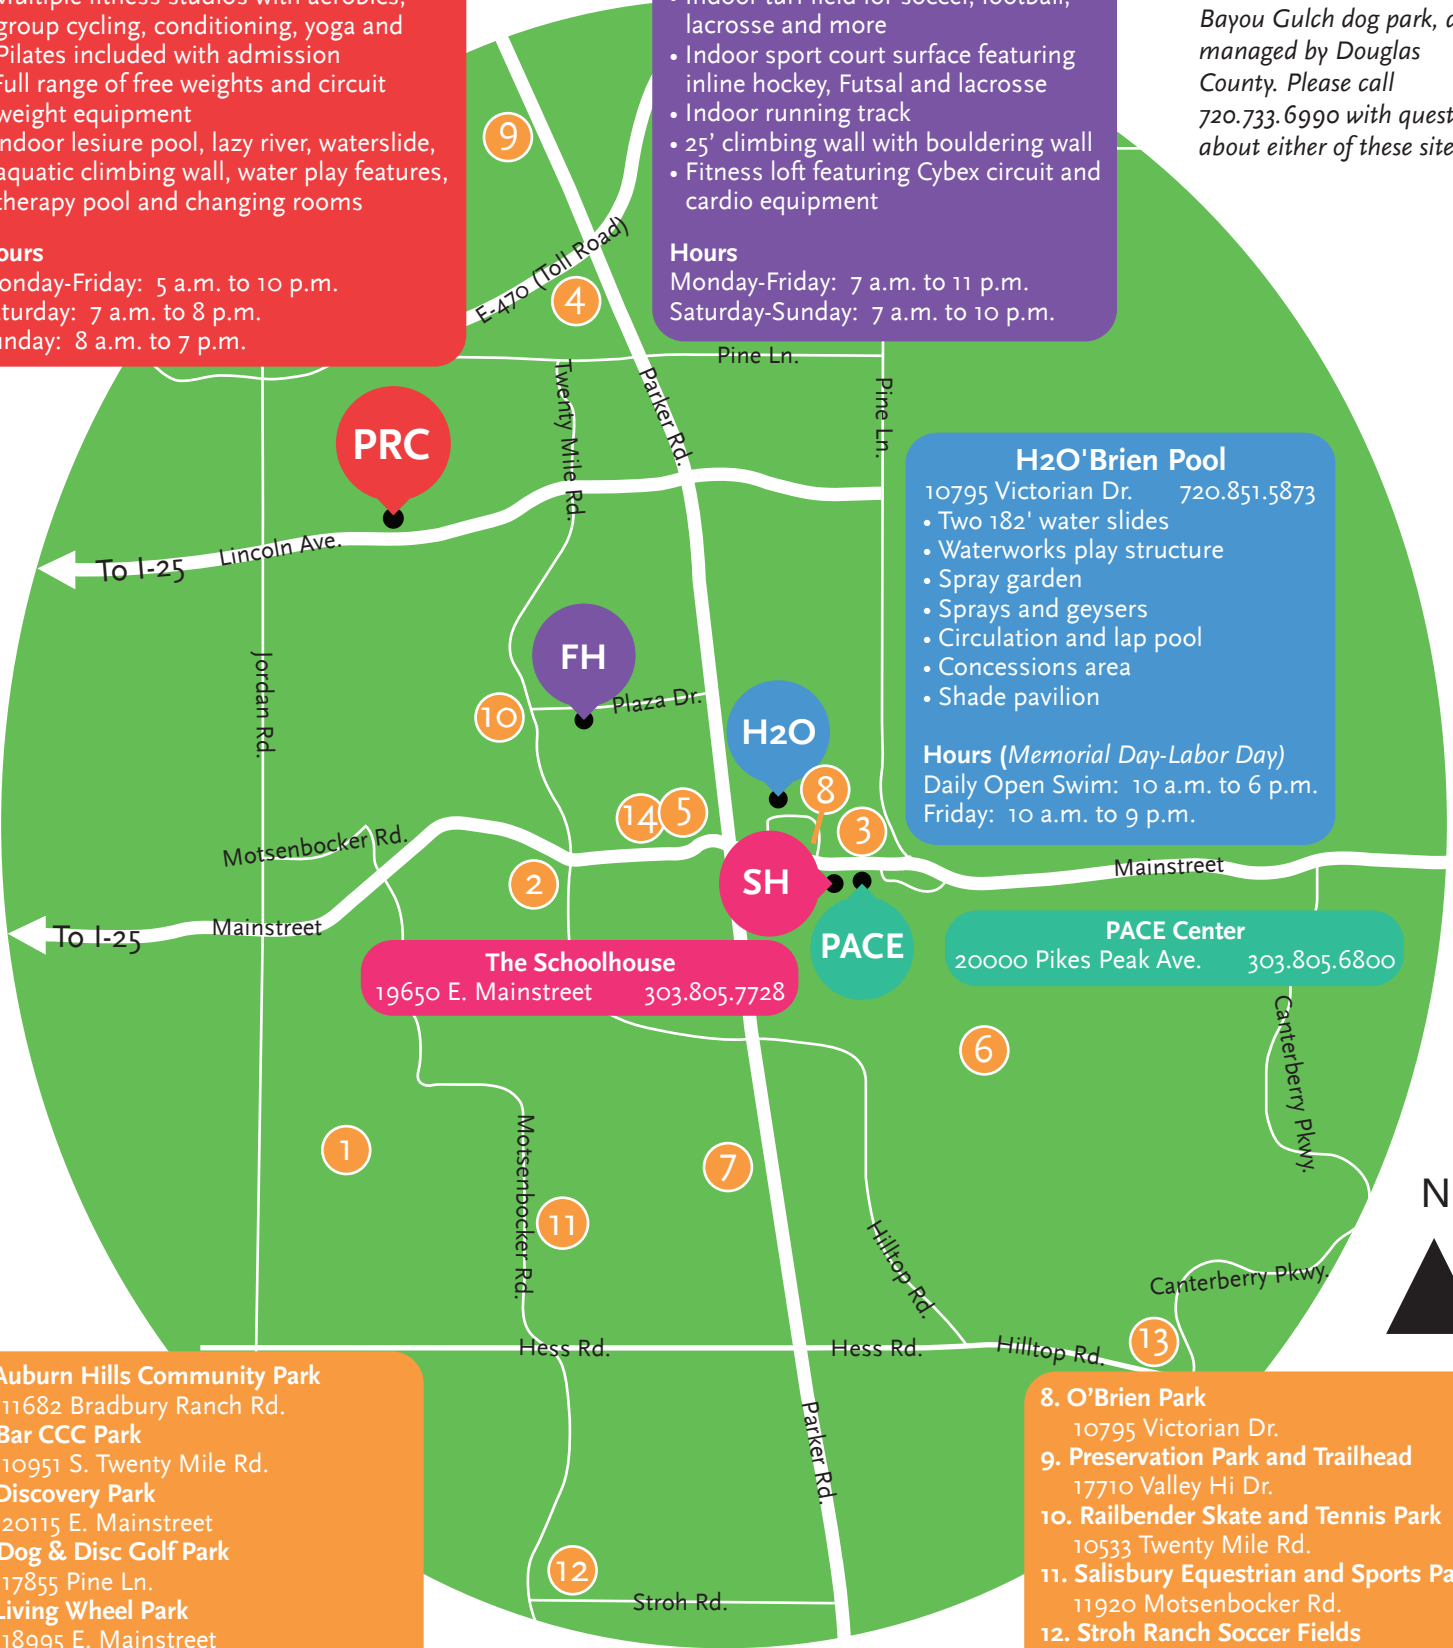 Multiple fitness studios with aerobics,
group cycling, conditioning, yoga and
Pilates included with admission
Full range of free weights and circuit
weight equipment
ndoor lesiure pool, lazy river, waterslide,
aquatic climbing wall, water play features,
therapy pool and changing rooms
ours
onday-Friday: 5 a.m. to 10 p.m.
turday: 7 a.m. to 8 p.m.
nday: 8 a.m. to 7 p.m.
• Indoor turf field for soccer, football,
lacrosse and more
• Indoor sport court surface featuring
inline hockey, Futsal and lacrosse
• Indoor running track
• 25' climbing wall with bouldering wall
• Fitness loft featuring Cybex circuit and
cardio equipment
Hours
Monday-Friday: 7 a.m. to 11 p.m.
Saturday-Sunday: 7 a.m. to 10 p.m.
Bayou Gulch dog park,
managed by Douglas
County. Please call
720.733.6990 with quest
about either of these site
9
E-470 (Toll Road)
4
Pine Ln.
Twenty Mile Rd.
Parker Rd.
Pine Ln.
PRC
To I-25
Lincoln Ave.
H2O'Brien Pool
10795 Victorian Dr. 720.851.5873
• Two 182' water slides
• Waterworks play structure
• Spray garden
• Sprays and geysers
• Circulation and lap pool
• Concessions area
• Shade pavilion
Hours (Memorial Day-Labor Day)
Daily Open Swim: 10 a.m. to 6 p.m.
Friday: 10 a.m. to 9 p.m.
Jordan Rd.
FH
Plaza Dr.
10
H2O
8
14
5
3
Motsenbocker Rd.
2
SH
Mainstreet
To I-25
Mainstreet
PACE
The Schoolhouse
19650 E. Mainstreet 303.805.7728
PACE Center
20000 Pikes Peak Ave. 303.805.6800
Canterberry Pkwy.
6
1
Motsenbocker Rd.
7
11
Hilltop Rd.
N
Canterberry Pkwy.
13
Hess Rd.
Hess Rd.
Hilltop Rd.
Parker Rd.
12
Stroh Rd.
Auburn Hills Community Park
11682 Bradbury Ranch Rd.
Bar CCC Park
10951 S. Twenty Mile Rd.
Discovery Park
20115 E. Mainstreet
Dog & Disc Golf Park
17855 Pine Ln.
Living Wheel Park
18995 E. Mainstreet
8. O'Brien Park
10795 Victorian Dr.
9. Preservation Park and Trailhead
17710 Valley Hi Dr.
10. Railbender Skate and Tennis Park
10533 Twenty Mile Rd.
11. Salisbury Equestrian and Sports Pa
11920 Motsenbocker Rd.
12. Stroh Ranch Soccer Fields